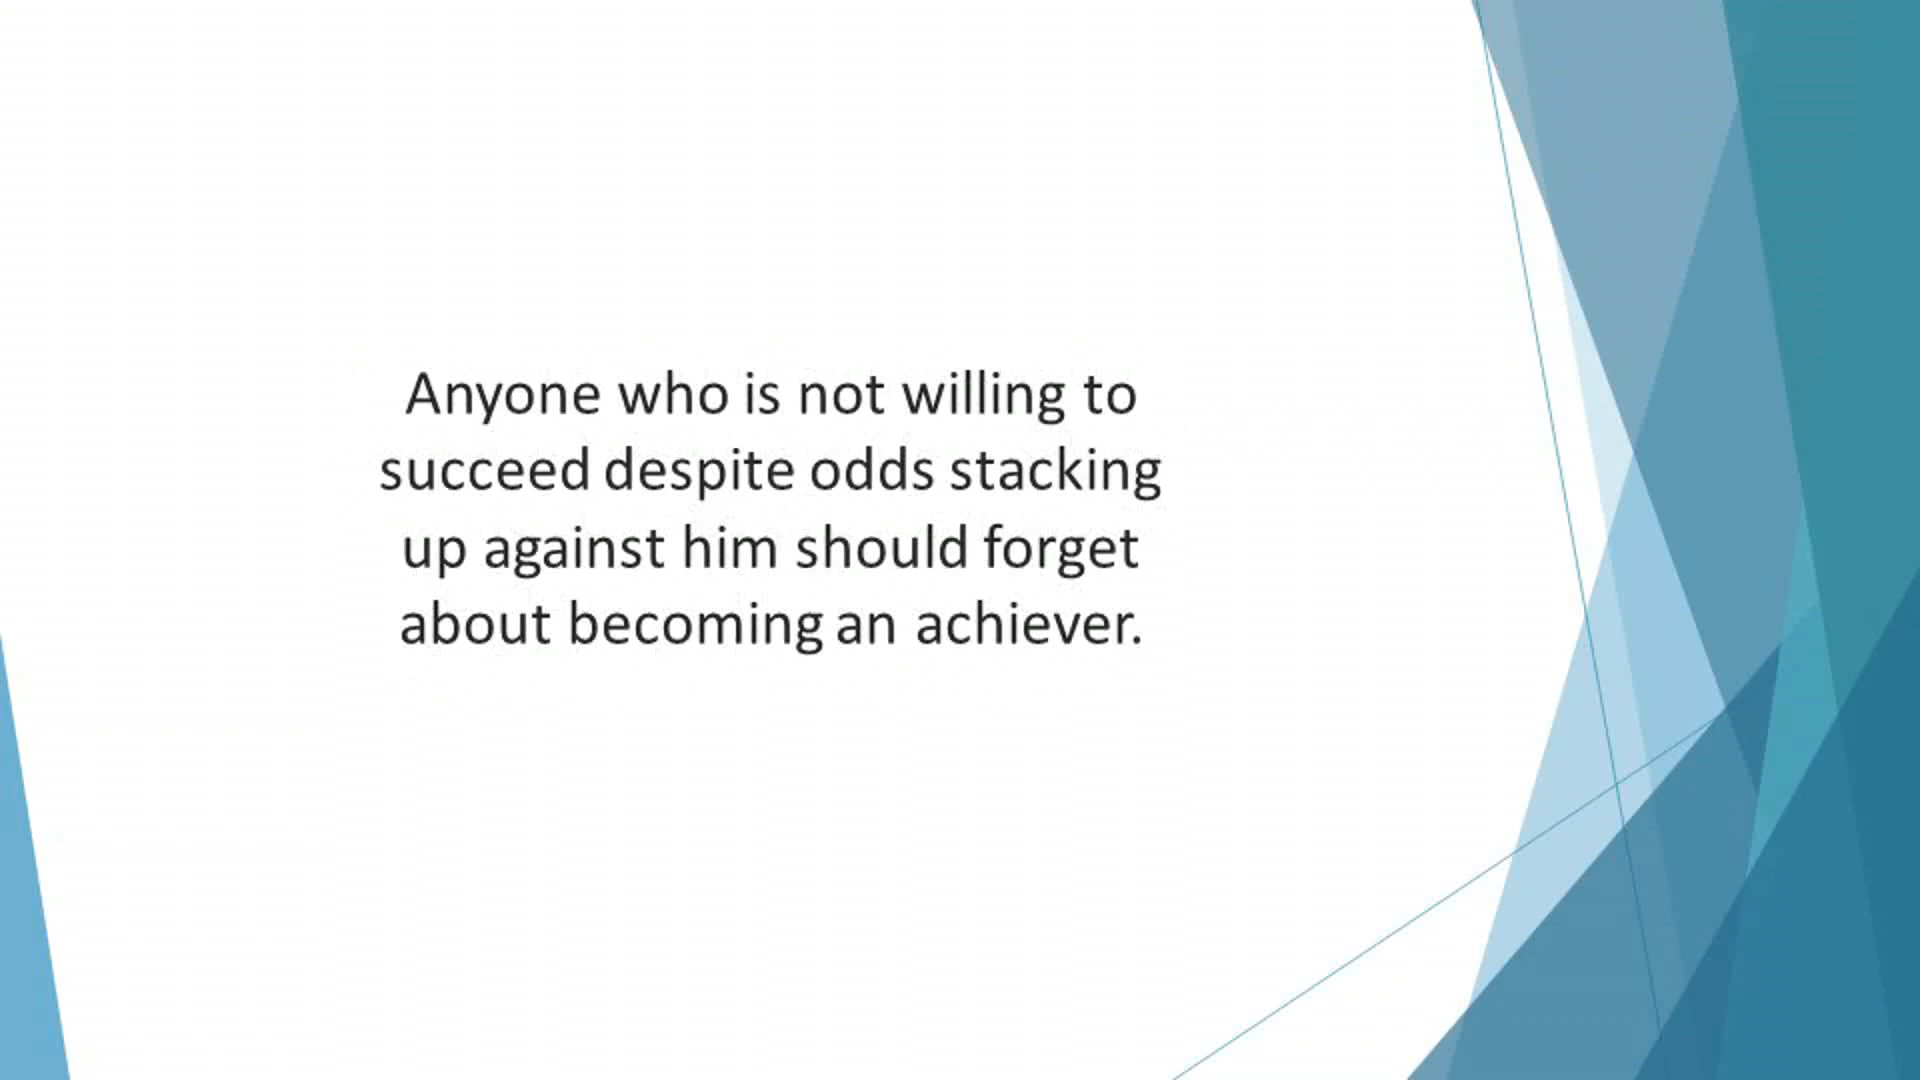 Anyone who is not willing to
succeed despite odds stacking
up against him should forget
about becoming an achiever.